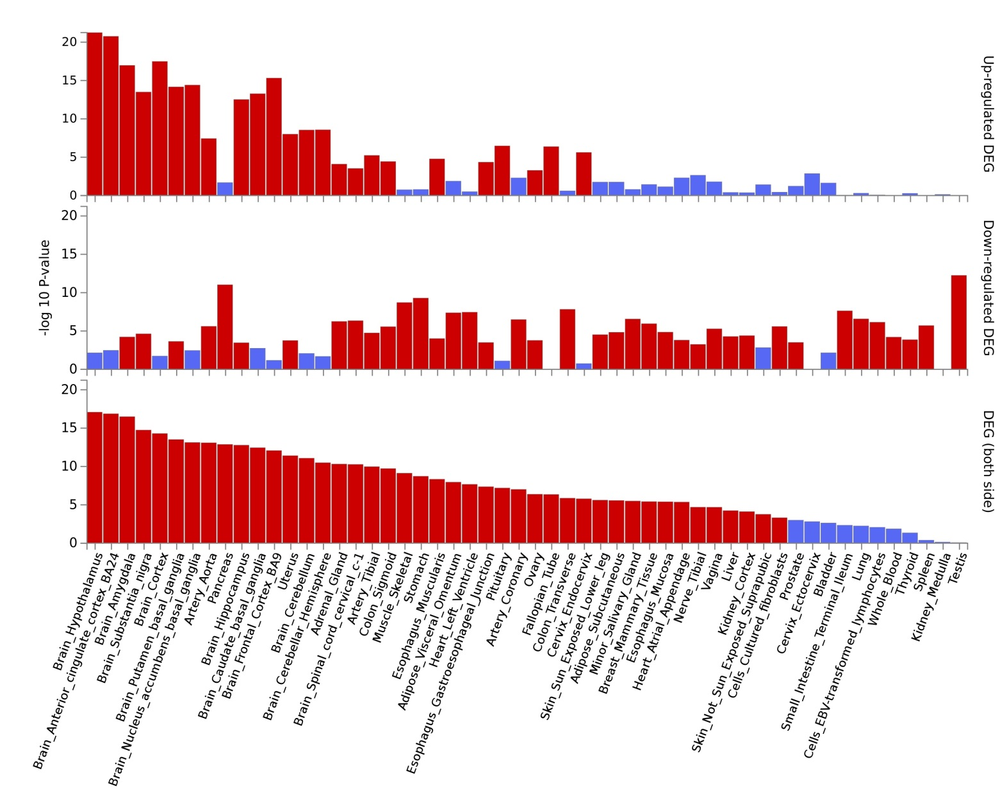 20
15
10
5
0
Up-regulated DEG
20
15
10
5
0
Down-regulated DEG
-log 10 P-value
20
15
10
5
0
DEG (both side)
Brain_Hypothalamus
Brain_Anterior_cingulate_cortex_BA24
Brain_Amygdala
Brain_Substantia_nigra
Brain_Cortex
Brain_Putamen_basal_ganglia
Brain_Nucleus_accumbens_basal_ganglia
Artery_Aorta
Pancreas
Brain_Hippocampus
Brain_Caudate_basal_ganglia
Brain_Frontal_Cortex_BA9
Uterus
Brain_Cerebellum
Brain_Cerebellar_Hemisphere
Adrenal_Gland
Brain_Spinal_cord_cervical_c-1
Artery_Tibial
Colon_Sigmoid
Muscle_Skeletal
Stomach
Esophagus_Muscularis
Adipose_Visceral_Omentum
Heart_Left_Ventricle
Esophagus_Gastroesophageal_Junction
Pituitary
Artery_Coronary
Ovary
Fallopian_Tube
Colon_Transverse
Cervix_Endocervix
Skin_Sun_Exposed_Lower_leg
Adipose_Subcutaneous
Minor_Salivary_Gland
Breast_Mammary_Tissue
Esophagus_Mucosa
Heart_Atrial_Appendage
Nerve_Tibial
Vagina
Liver
Kidney_Cortex
Skin_Not_Sun_Exposed_Suprapubic
Cells_Cultured_fibroblasts
Prostate
Cervix_Ectocervix
Bladder
Small_Intestine_Terminal_Ileum
Lung
Cells_EBV-transformed_lymphocytes
Whole_Blood
Thyroid
Spleen
Kidney_Medulla
Testis